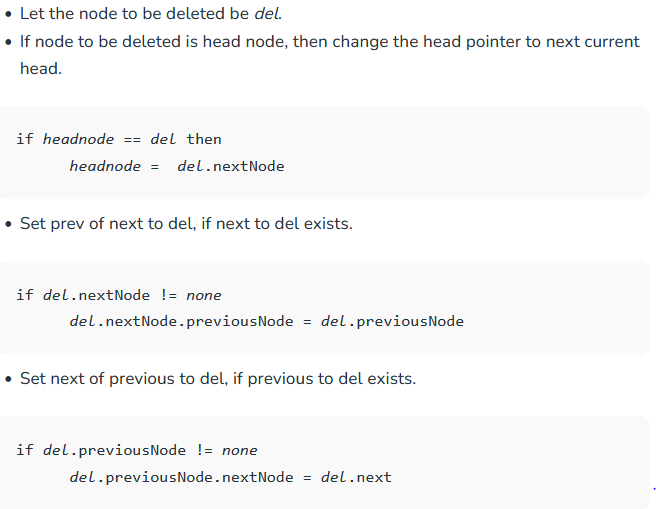 • Let the node to be deleted be del.
• If node to be deleted is head node, then change the head pointer to next current
head.
if headnode == del then
headnode = del.nextNode
• Set prev of next to del, if next to del exists.
if del.nextNode != none
del.nextNode.previousNode = del.previousNode
• Set next of previous to del, if previous to del exists.
if del.previousNode != none
del.previousNode.nextNode = del.next